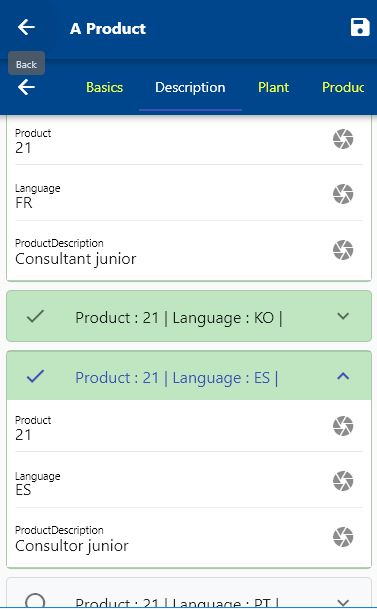 A Product
Back
Basics Description Plant Produc
Product
21
Language
FR
ProductDescription
Consultant junior
Product : 21 | Language : KO |
Product : 21 | Language : ES |
Product
21
Language
ES
ProductDescription
Consultor junior
Product : 21 | Language : PT |